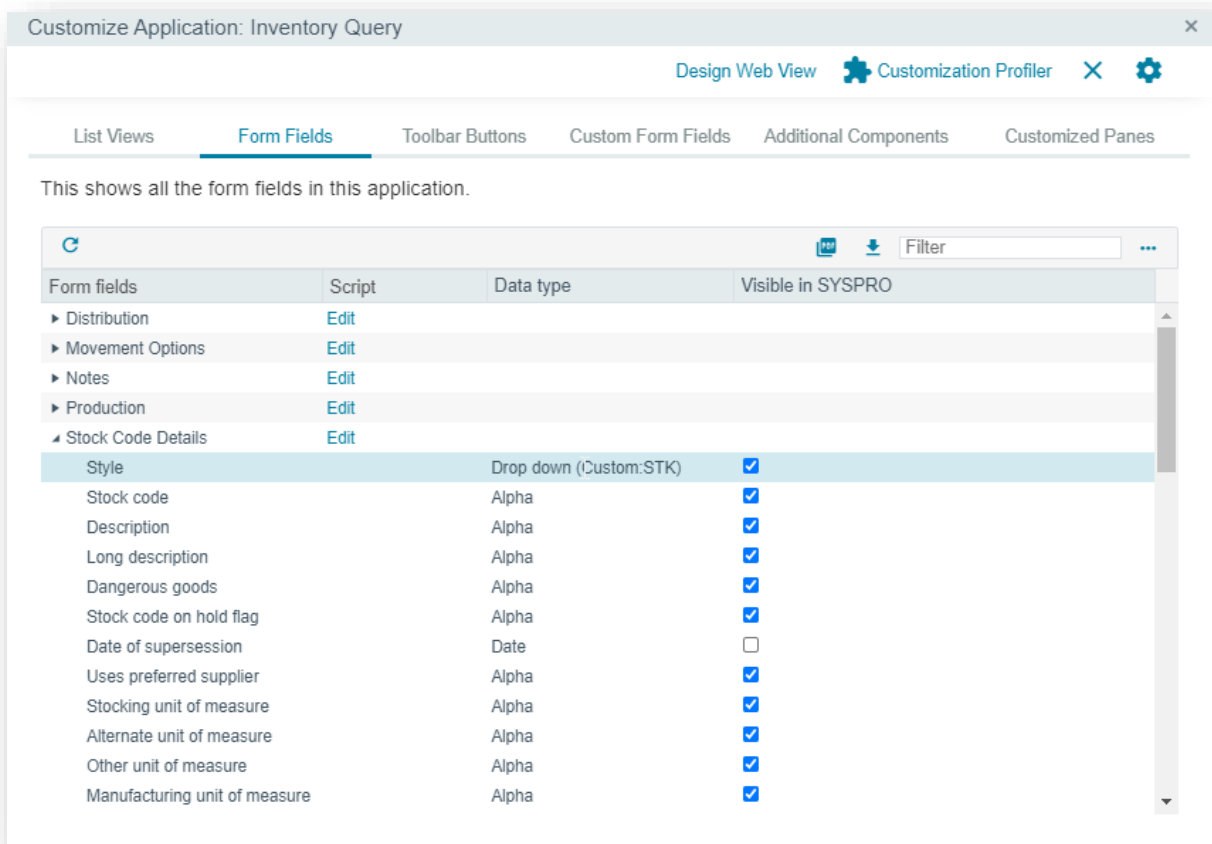 Customize Application: Inventory Query
Design Web View Customization Profiler
List Views Form Fields Toolbar Buttons Custom Form Fields Additional Components Customized Panes
This shows all the form fields in this application.
PDF Filter
Form fields Script Data type Visible in SYSPRO
Distribution Edit
Movement Options Edit
Notes Edit
Production Edit
Stock Code Details Edit
Style Drop down (Custom:STK)
Stock code Alpha
Description Alpha
Long description Alpha
Dangerous goods Alpha
Stock code on hold flag Alpha
Date of supersession Date
Uses preferred supplier Alpha
Stocking unit of measure Alpha
Alternate unit of measure Alpha
Other unit of measure Alpha
Manufacturing unit of measure Alpha